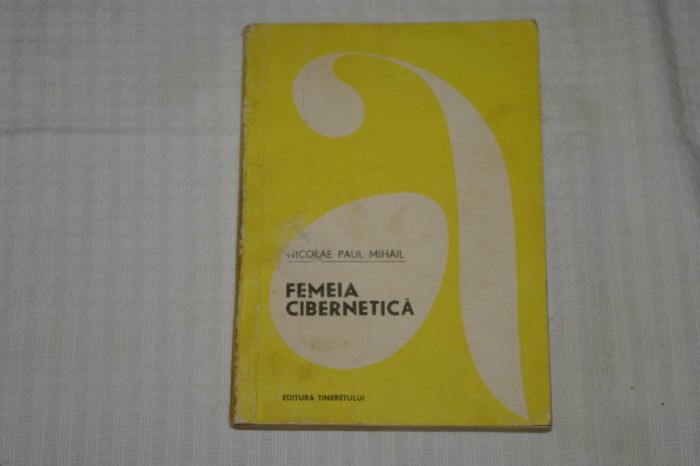 a
NICOLAE PAUL MIHAIL
FEMEIA
CIBERNETICĂ
EDITURA TINERETULUI